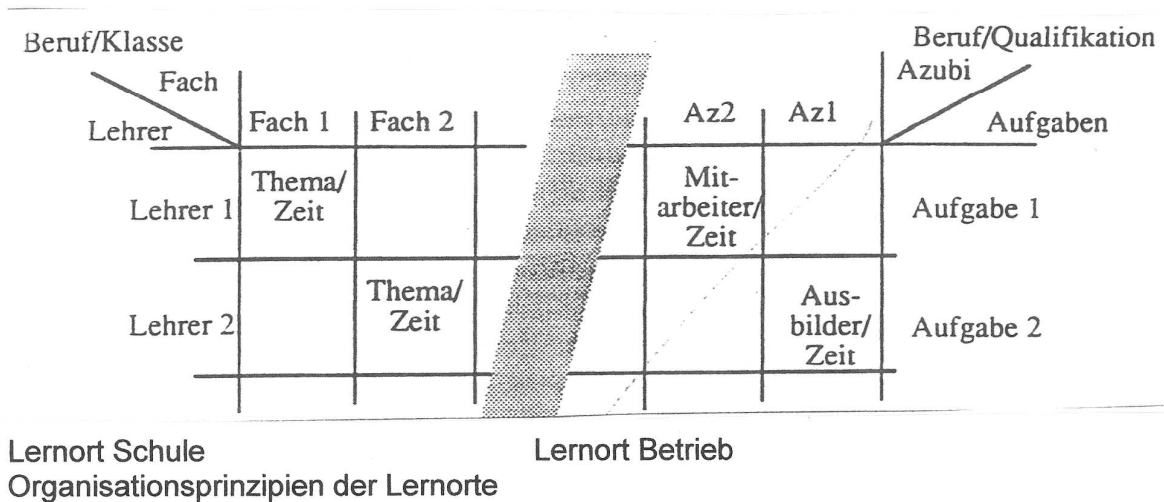 Beruf/Klasse
Beruf/Qualifikation
Fach
Azubi
Lehrer
Fach 1
Fach 2
Az2
Az1
Aufgaben
Lehrer 1
Thema/
Zeit
Mit-
arbeiter/
Zeit
Aufgabe 1
Lehrer 2
Thema/
Zeit
Aus-
bilder/
Zeit
Aufgabe 2
Lernort Schule
Lernort Betrieb
Organisationsprinzipien der Lernorte